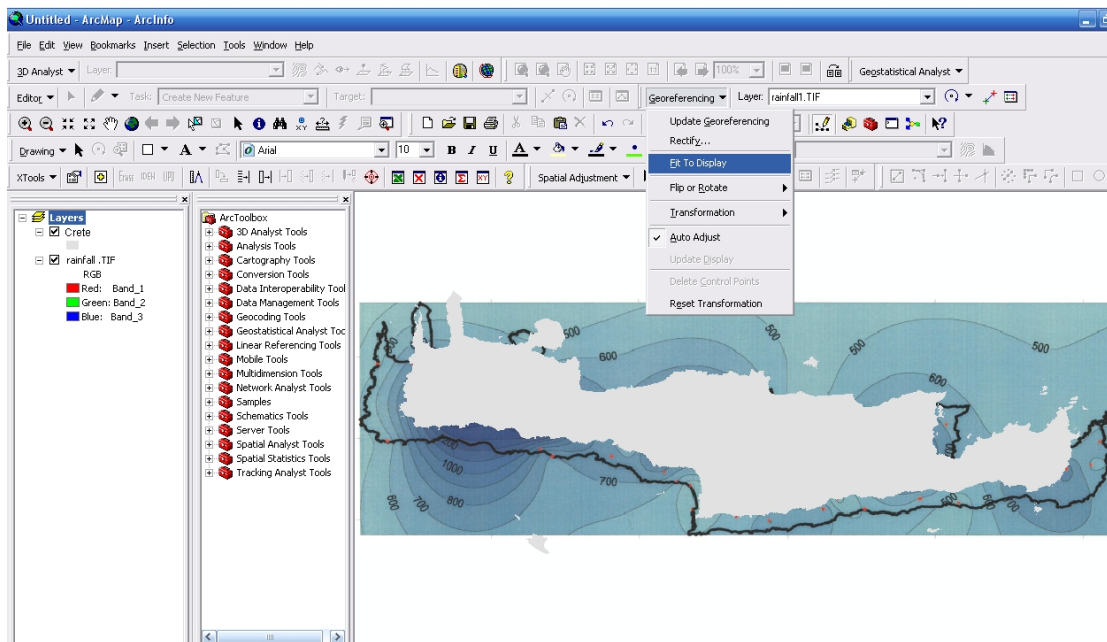 Untitled - ArcMap - ArcInfo
File Edit View Bookmarks Insert Selection Tools Window Help
3D Analyst Layer: 100% Geostatistical Analyst
Editor Task: Create New Feature Target: Georeferencing Layer: rainfall1.TIF
Drawing A Arial 10 B I U A
XTools Erase IDEN UPD Spatial Adjustment
Update Georeferencing
Rectify...
Fit To Display
Flip or Rotate
Transformation
Auto Adjust
Update Display
Delete Control Points
Reset Transformation
Layers
Crete
rainfall .TIF
RGB
Red: Band_1
Green: Band_2
Blue: Band_3
ArcToolbox
3D Analyst Tools
Analysis Tools
Cartography Tools
Conversion Tools
Data Interoperability Tool
Data Management Tools
Geocoding Tools
Geostatistical Analyst Too
Linear Referencing Tools
Mobile Tools
Multidimension Tools
Network Analyst Tools
Samples
Schematics Tools
Server Tools
Spatial Analyst Tools
Spatial Statistics Tools
Tracking Analyst Tools
500
600
500
500
600
1000
800
700
600
700
600